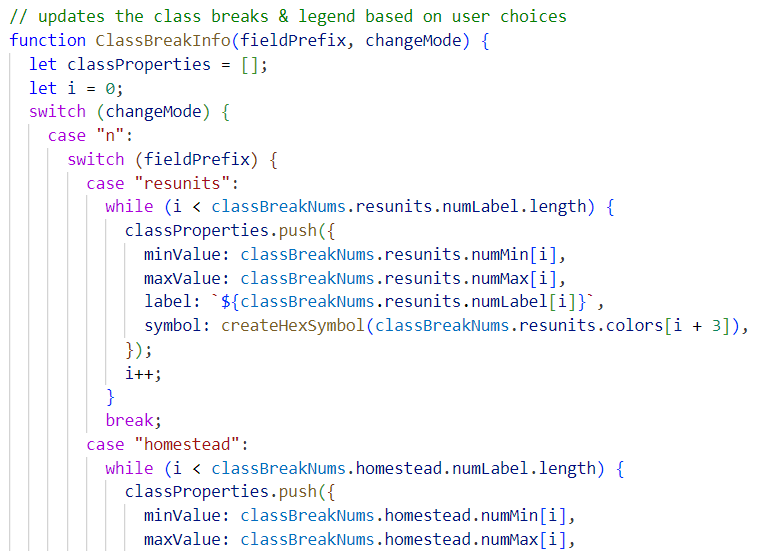 // updates the class breaks & legend based on user choices
function ClassBreakInfo(fieldPrefix, changeMode) {
  let classProperties = [];
  let i = 0;
  switch (changeMode) {
    case "n":
      switch (fieldPrefix) {
        case "resunits":
          while (i < classBreakNums.resunits.numLabel.length) {
            classProperties.push({
              minValue: classBreakNums.resunits.numMin[i],
              maxValue: classBreakNums.resunits.numMax[i],
              label: `${classBreakNums.resunits.numLabel[i]}`,
              symbol: createHexSymbol(classBreakNums.resunits.colors[i + 3]),
            });
            i++;
          }
          break;
        case "homestead":
          while (i < classBreakNums.homestead.numLabel.length) {
            classProperties.push({
              minValue: classBreakNums.homestead.numMin[i],
              maxValue: classBreakNums.homestead.numMax[i],